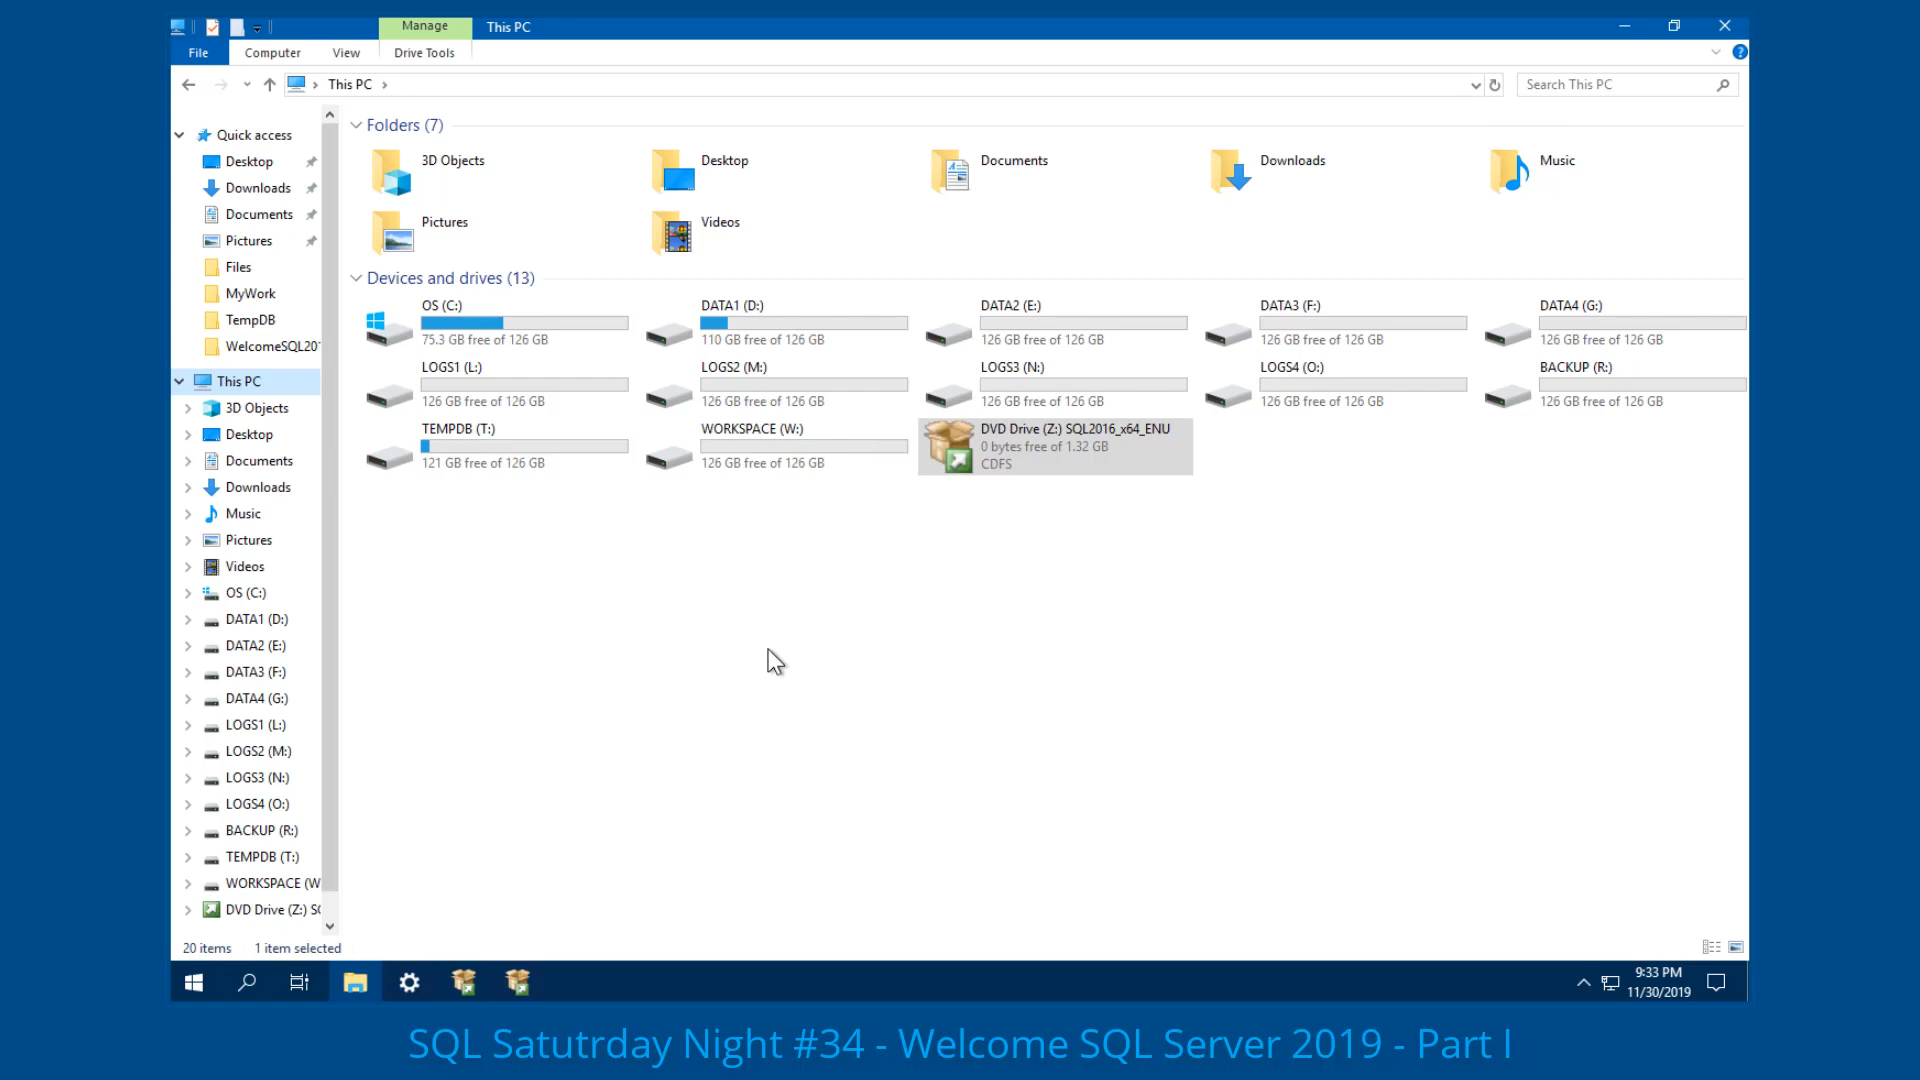 Manage
This PC
File
Computer
View
Drive Tools
This PC
Search This PC
Quick access
Desktop
Downloads
Documents
Pictures
Files
MyWork
TempDB
WelcomeSQL201
This PC
3D Objects
Desktop
Documents
Downloads
Music
Pictures
Videos
OS (C:)
DATA1 (D:)
DATA2 (E:)
DATA3 (F:)
DATA4 (G:)
LOGS1 (L:)
LOGS2 (M:)
LOGS3 (N:)
LOGS4 (O:)
BACKUP (R:)
TEMPDB (T:)
WORKSPACE (W
DVD Drive (Z:) SQ
Folders (7)
3D Objects
Desktop
Documents
Downloads
Music
Pictures
Videos
Devices and drives (13)
OS (C:)
75.3 GB free of 126 GB
DATA1 (D:)
110 GB free of 126 GB
DATA2 (E:)
126 GB free of 126 GB
DATA3 (F:)
126 GB free of 126 GB
DATA4 (G:)
126 GB free of 126 GB
LOGS1 (L:)
126 GB free of 126 GB
LOGS2 (M:)
126 GB free of 126 GB
LOGS3 (N:)
126 GB free of 126 GB
LOGS4 (O:)
126 GB free of 126 GB
BACKUP (R:)
126 GB free of 126 GB
TEMPDB (T:)
121 GB free of 126 GB
WORKSPACE (W:)
126 GB free of 126 GB
DVD Drive (Z:) SQL2016_x64_ENU
0 bytes free of 1.32 GB
CDFS
20 items
1 item selected
9:33 PM
11/30/2019
SQL Satutrday Night #34 - Welcome SQL Server 2019 - Part I